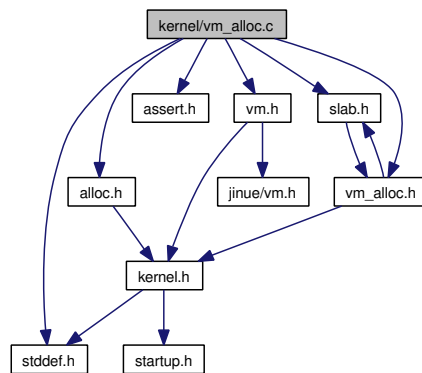 kernel/vm_alloc.c
assert.h
vm.h
slab.h
alloc.h
jinue/vm.h
vm_alloc.h
kernel.h
stddef.h
startup.h